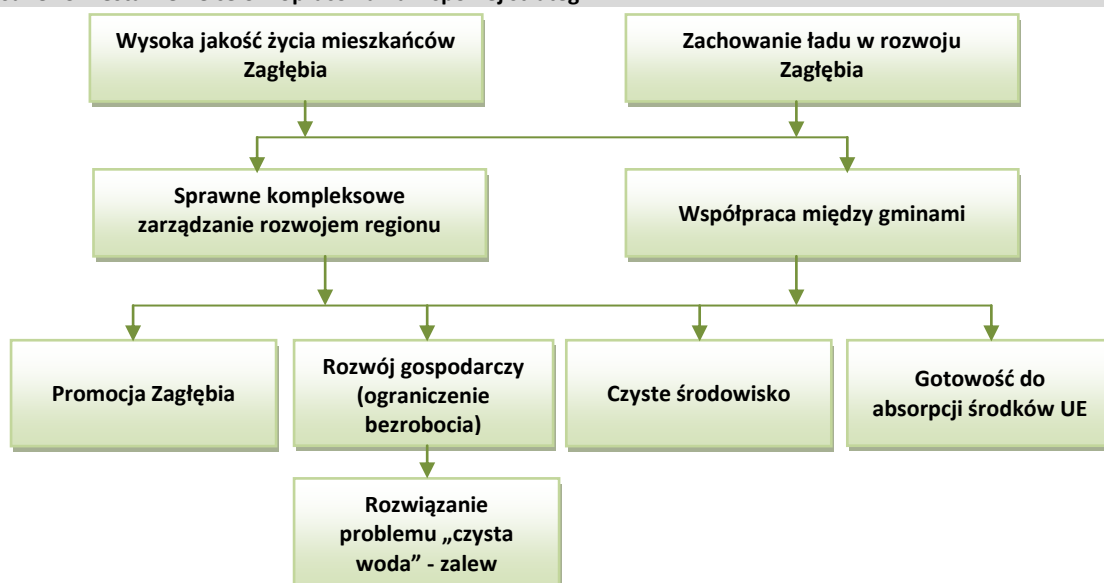 Wysoka jakość życia mieszkańców
Zagłębia
Zachowanie ładu w rozwoju
Zagłębia
Sprawne kompleksowe
zarządzanie rozwojem regionu
Współpraca między gminami
Promocja Zagłębia
Rozwój gospodarczy
(ograniczenie
bezrobocia)
Czyste środowisko
Gotowość do
absorpcji środków UE
Rozwiązanie
problemu „czysta
woda” - zalew